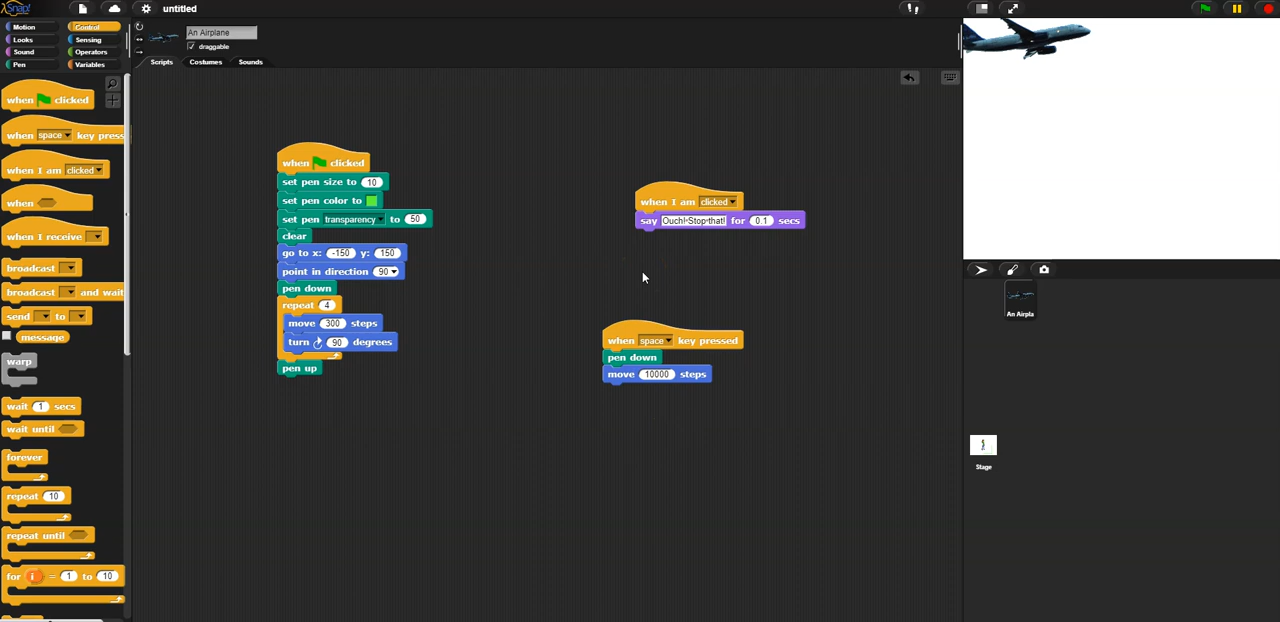 Snap!
untitled
Motion Control
Looks Sensing
Sound Operators
Pen Variables
An Airplane
draggable
Scripts Costumes Sounds
when clicked
when space key press
when I am clicked
when
when I receive
broadcast
broadcast and wait
send to
message
warp
wait 1 secs
wait until
forever
repeat 10
repeat until
for i = 1 to 10
when clicked
set pen size to 10
set pen color to
set pen transparency to 50
clear
go to x: -150 y: 150
point in direction 90
pen down
repeat 4
move 300 steps
turn 90 degrees
pen up
when I am clicked
say Ouch!·Stop·that! for 0.1 secs
when space key pressed
pen down
move 10000 steps
An Airpla
Stage